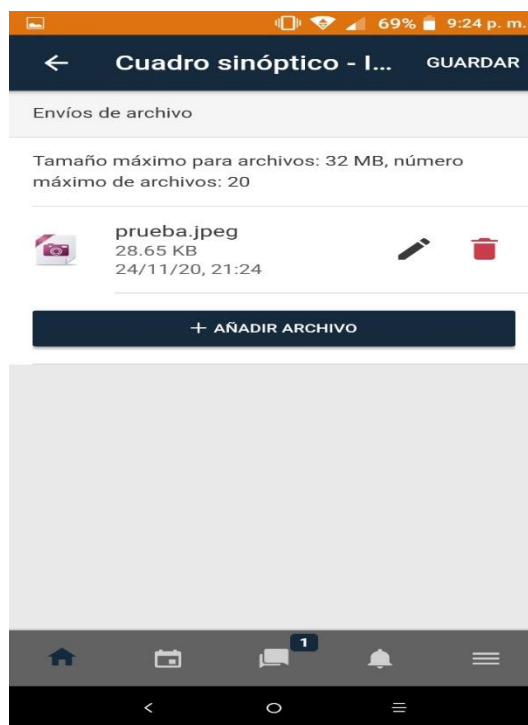 69% 9:24 p. m.
Cuadro sinóptico - I... GUARDAR
Envíos de archivo
Tamaño máximo para archivos: 32 MB, número
máximo de archivos: 20
prueba.jpeg
28.65 KB
24/11/20, 21:24
+ AÑADIR ARCHIVO
1